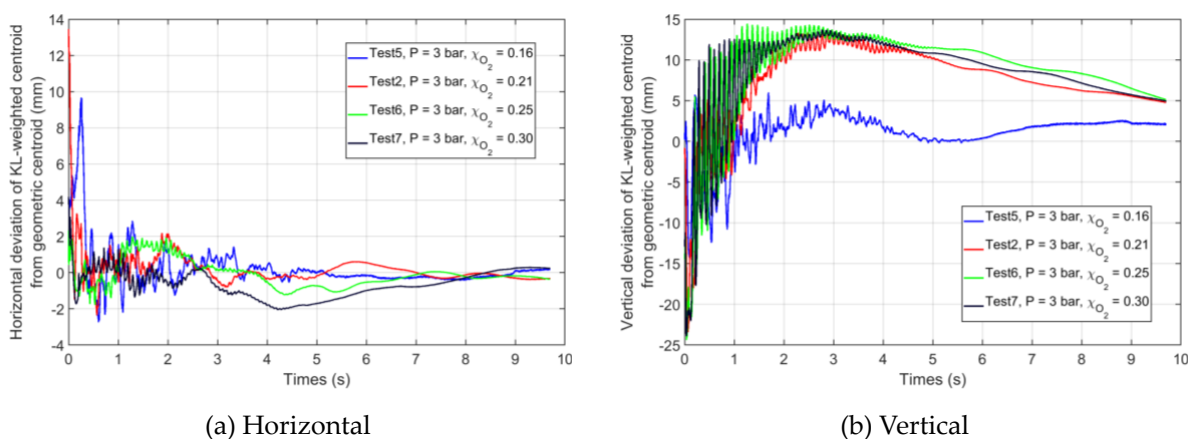 Horizontal deviation of KL-weighted centroid
from geometric centroid (mm)
14
12
10
8
6
4
2
0
-2
-4
Test5, P = 3 bar, χO2 = 0.16
Test2, P = 3 bar, χO2 = 0.21
Test6, P = 3 bar, χO2 = 0.25
Test7, P = 3 bar, χO2 = 0.30
0 1 2 3 4 5 6 7 8 9 10
Times (s)
(a) Horizontal
Vertical deviation of KL-weighted centroid
from geometric centroid (mm)
15
10
5
0
-5
-10
-15
-20
-25
Test5, P = 3 bar, χO2 = 0.16
Test2, P = 3 bar, χO2 = 0.21
Test6, P = 3 bar, χO2 = 0.25
Test7, P = 3 bar, χO2 = 0.30
0 1 2 3 4 5 6 7 8 9 10
Times (s)
(b) Vertical